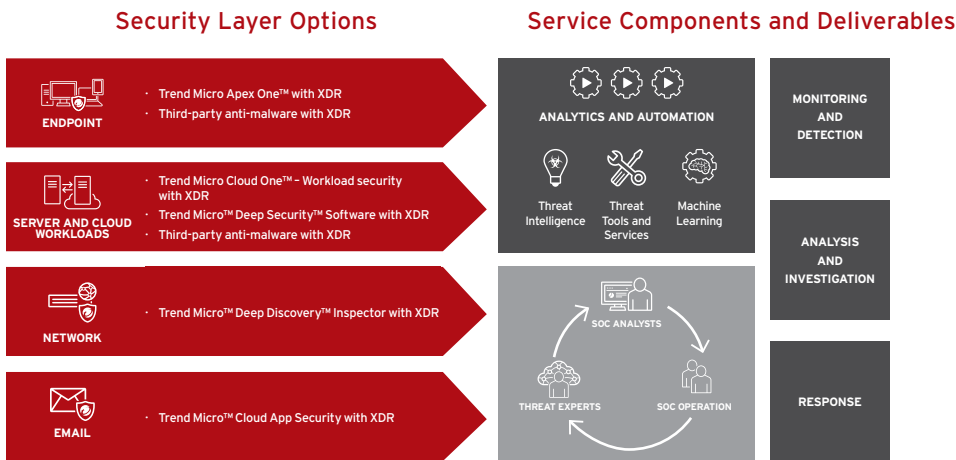 Security Layer Options
Service Components and Deliverables
ENDPOINT
· Trend Micro Apex One™ with XDR
· Third-party anti-malware with XDR
SERVER AND CLOUD
WORKLOADS
· Trend Micro Cloud One™ – Workload security
with XDR
· Trend Micro™ Deep Security™ Software with XDR
· Third-party anti-malware with XDR
NETWORK
· Trend Micro™ Deep Discovery™ Inspector with XDR
EMAIL
· Trend Micro™ Cloud App Security with XDR
ANALYTICS AND AUTOMATION
Threat
Intelligence
Threat
Tools and
Services
Machine
Learning
SOC ANALYSTS
THREAT EXPERTS
SOC OPERATION
MONITORING
AND
DETECTION
ANALYSIS
AND
INVESTIGATION
RESPONSE